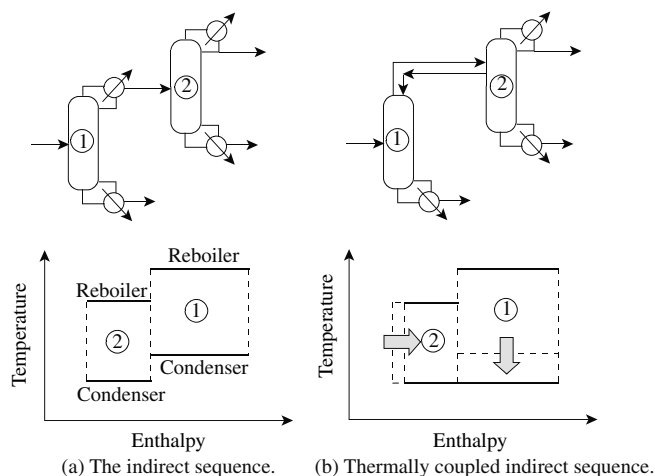 2
1
2
1
Temperature
Reboiler
Reboiler
1
2
Condenser
Condenser
Enthalpy
(a) The indirect sequence.
Temperature
1
2
Enthalpy
(b) Thermally coupled indirect sequence.